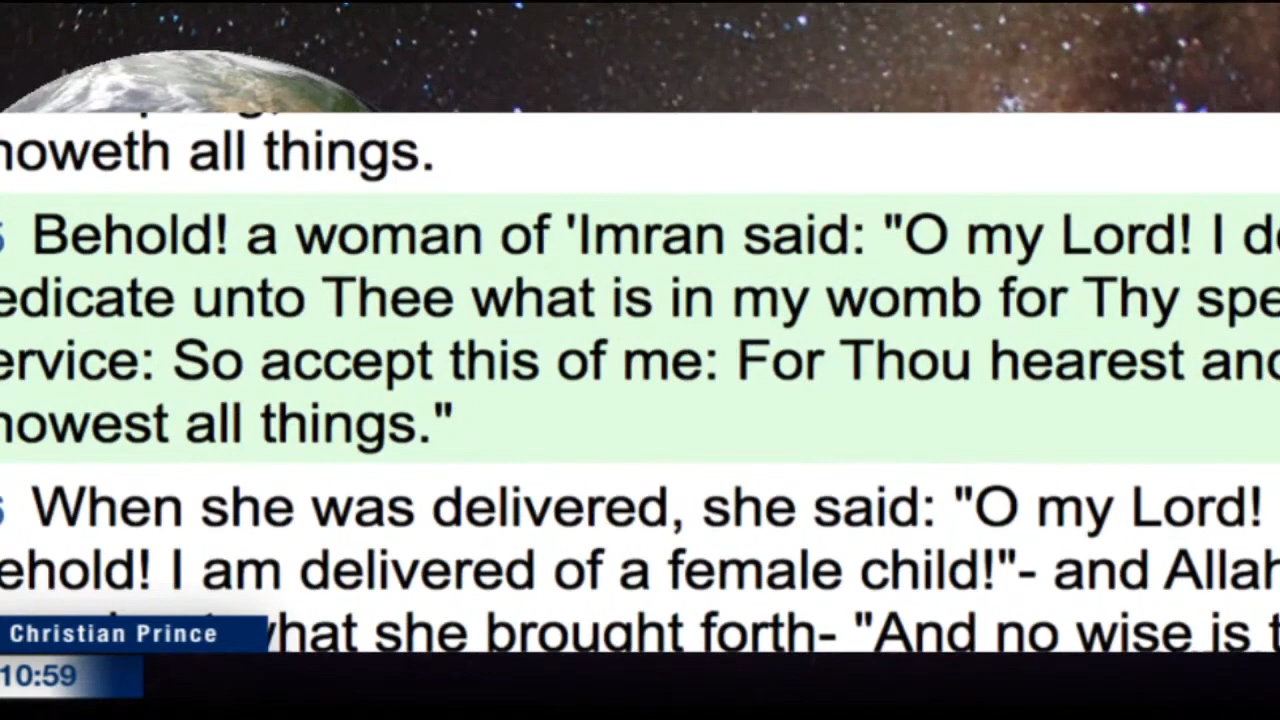 noweth all things.
Behold! a woman of 'Imran said: "O my Lord! I d
edicate unto Thee what is in my womb for Thy spe
ervice: So accept this of me: For Thou hearest and
nowest all things."
When she was delivered, she said: "O my Lord!
ehold! I am delivered of a female child!"- and Allah
what she brought forth- "And no wise is t
Christian Prince
10:59